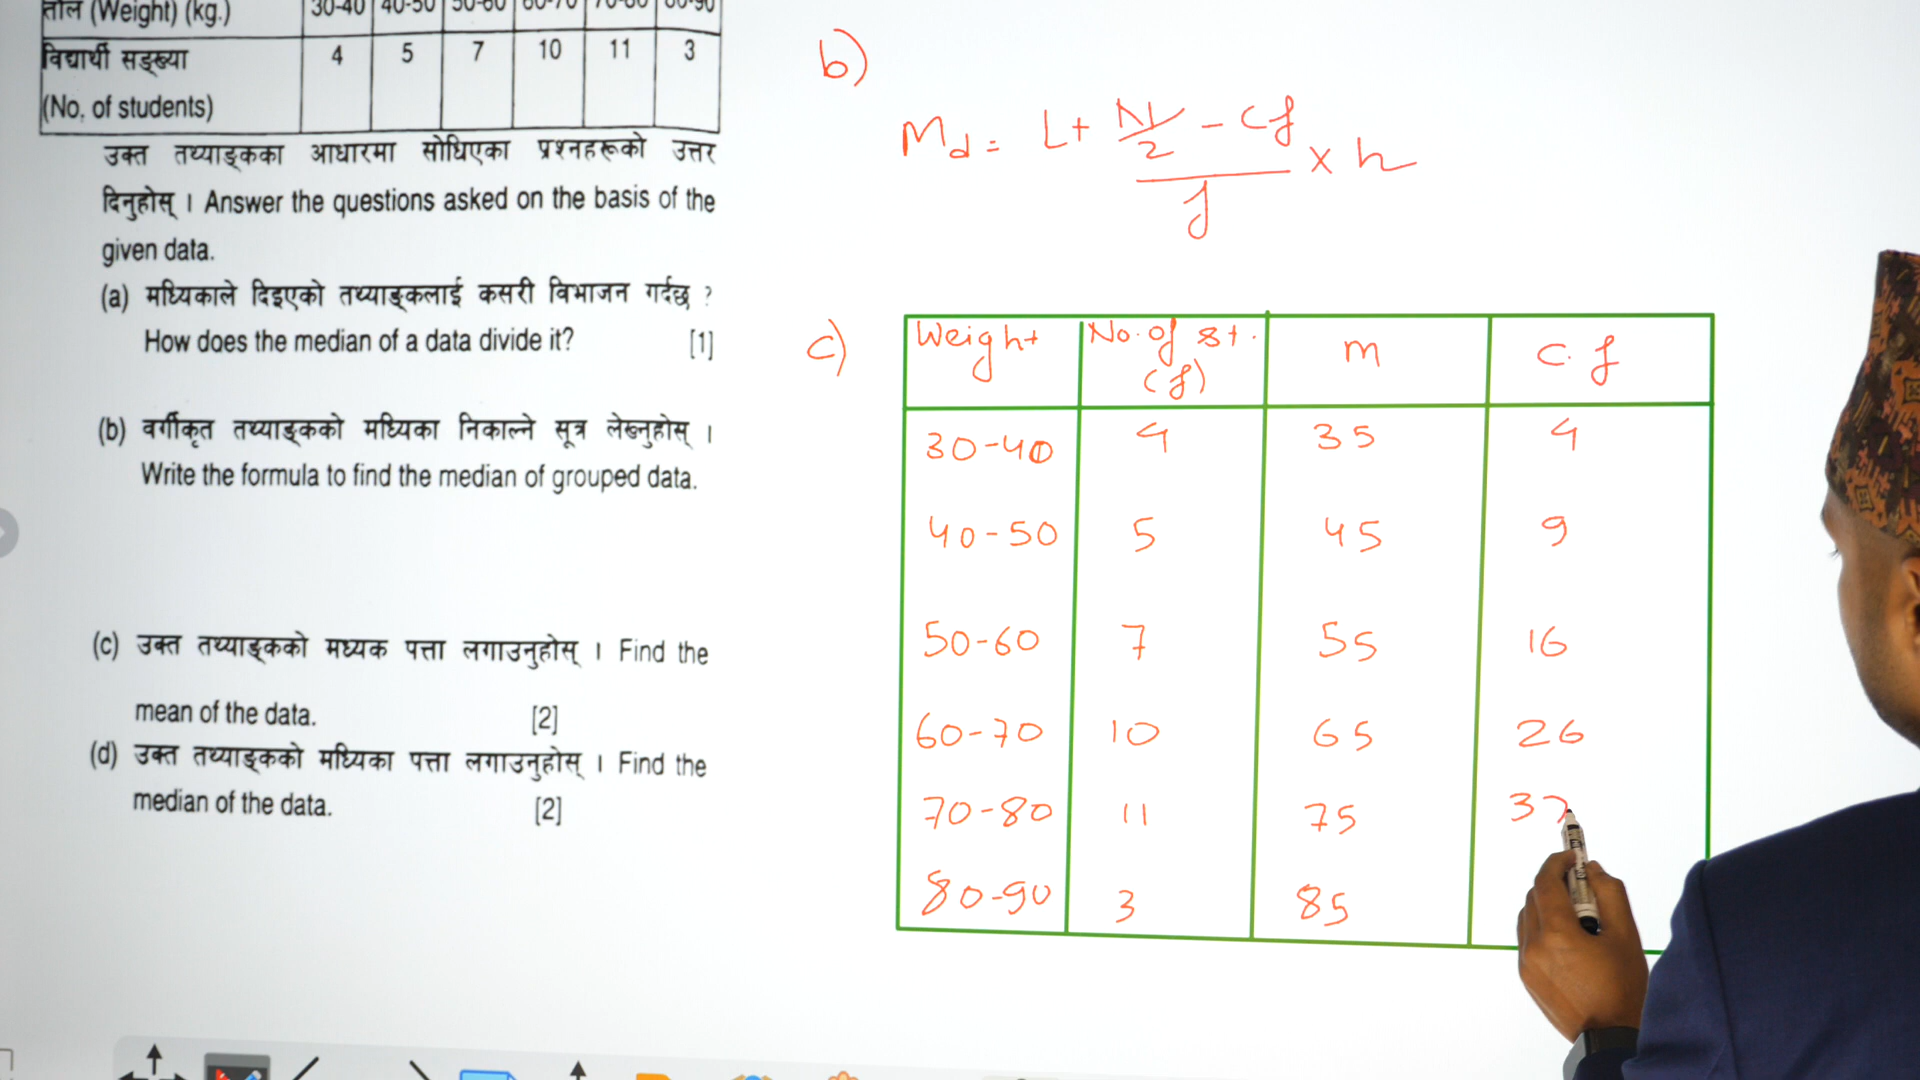 तौल (Weight) (kg.) 30-40 40-50 50-60 60-70 70-80 80-90
विद्यार्थी सङ्ख्या 4 5 7 10 11 3
(No. of students)
उक्त तथ्याङ्कका आधारमा सोधिएका प्रश्नहरूको उत्तर
दिनुहोस् । Answer the questions asked on the basis of the
given data.
(a) मध्यिकाले दिइएको तथ्याङ्कलाई कसरी विभाजन गर्दछ ?
How does the median of a data divide it? [1]
(b) वर्गीकृत तथ्याङ्कको मध्यिका निकाल्ने सूत्र लेख्नुहोस् ।
Write the formula to find the median of grouped data.
(c) उक्त तथ्याङ्कको मध्यक पत्ता लगाउनुहोस् । Find the
mean of the data. [2]
(d) उक्त तथ्याङ्कको मध्यिका पत्ता लगाउनुहोस् । Find the
median of the data. [2]
b)
Md = L + (N/2 - cf)/f × h
c)
Weight No. of st. (f) m c.f
30-40 4 35 4
40-50 5 45 9
50-60 7 55 16
60-70 10 65 26
70-80 11 75 37
80-90 3 85